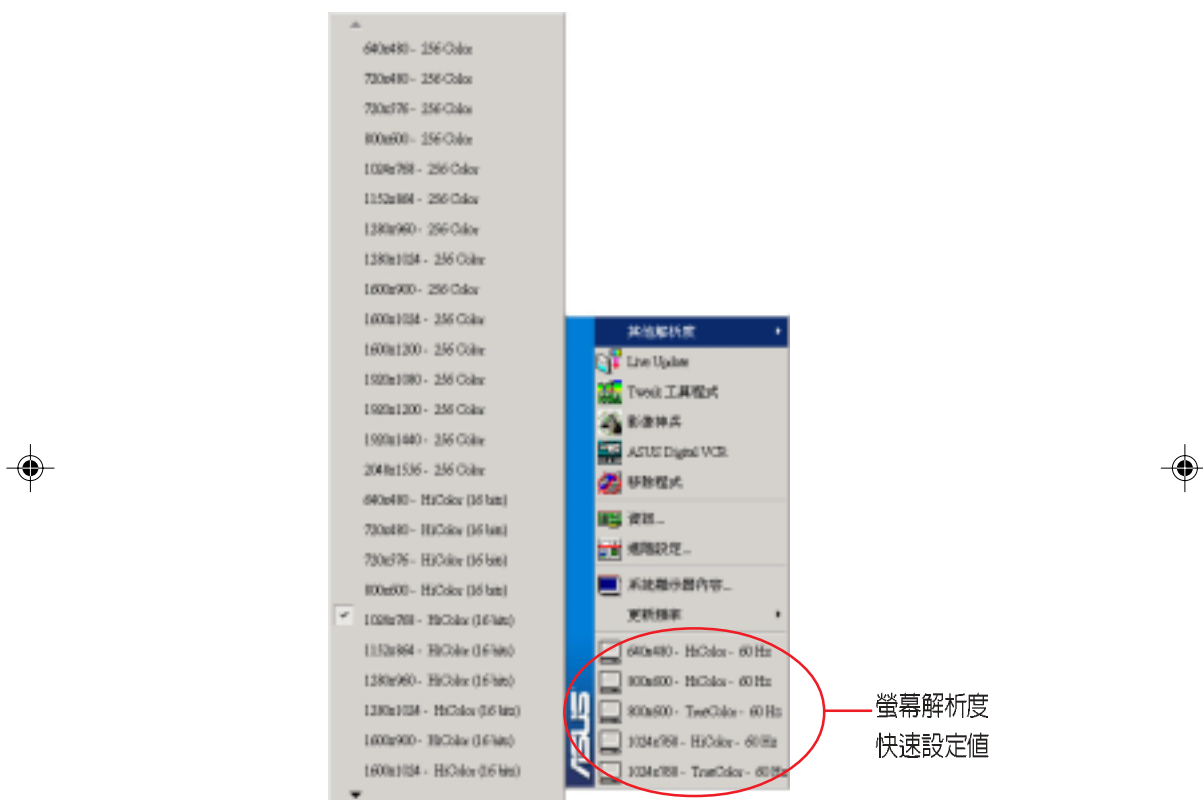 640x480 - 256 Color
720x480 - 256 Color
720x576 - 256 Color
800x600 - 256 Color
1024x768 - 256 Color
1152x864 - 256 Color
1280x960 - 256 Color
1280x1024 - 256 Color
1600x900 - 256 Color
1600x1024 - 256 Color
1600x1200 - 256 Color
1920x1080 - 256 Color
1920x1200 - 256 Color
1920x1440 - 256 Color
2048x1536 - 256 Color
640x480 - HiColor (16 bits)
720x480 - HiColor (16 bits)
720x576 - HiColor (16 bits)
800x600 - HiColor (16 bits)
1024x768 - HiColor (16 bits)
1152x864 - HiColor (16 bits)
1280x960 - HiColor (16 bits)
1280x1024 - HiColor (16 bits)
1600x900 - HiColor (16 bits)
1600x1024 - HiColor (16 bits)
其他解析度
Live Update
Tweak 工具程式
影像神兵
ASUS Digital VCR
移除程式
資訊...
進階設定...
系統顯示器內容...
更新頻率
640x480 - HiColor - 60 Hz
800x600 - HiColor - 60 Hz
800x600 - TrueColor - 60 Hz
1024x768 - HiColor - 60 Hz
1024x768 - TrueColor - 60 Hz
ASUS
螢幕解析度
快速設定值